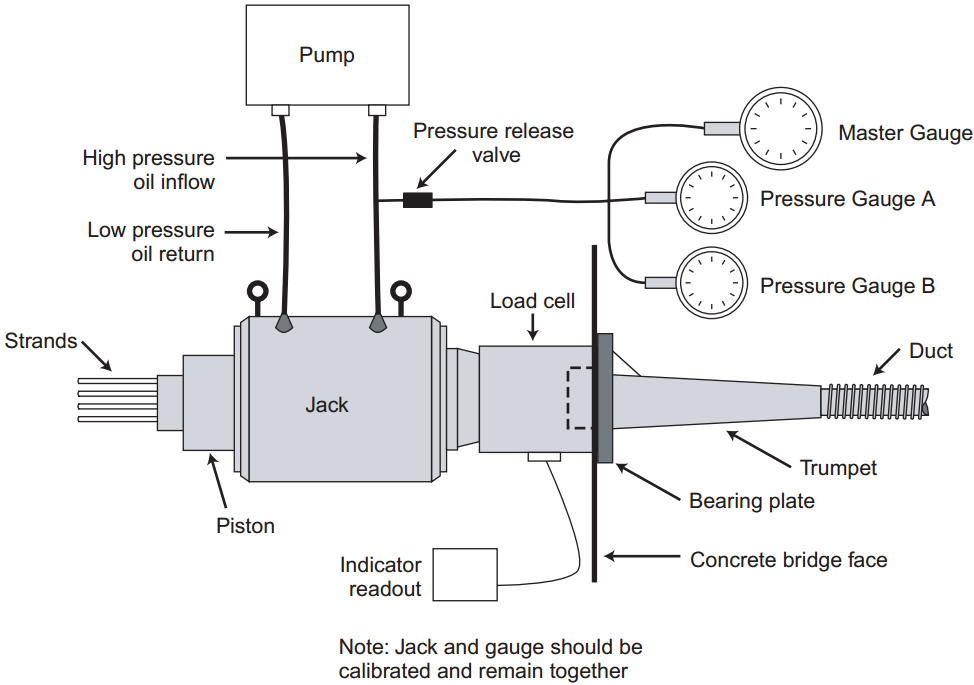 Pump
Pressure release
valve
Master Gauge
High pressure
oil inflow
Pressure Gauge A
Low pressure
oil return
Pressure Gauge B
Load cell
Strands
Duct
Jack
Trumpet
Bearing plate
Piston
Concrete bridge face
Indicator
readout
Note: Jack and gauge should be
calibrated and remain together